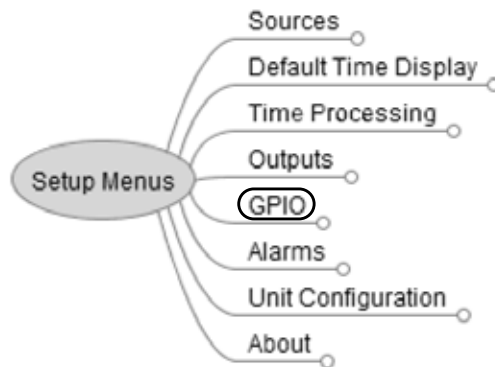 Sources
Default Time Display
Time Processing
Setup Menus
Outputs
GPIO
Alarms
Unit Configuration
About